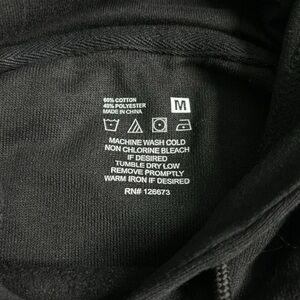 60% COTTON
40% POLYESTER
MADE IN CHINA
M
MACHINE WASH COLD
NON CHLORINE BLEACH
IF DESIRED
TUMBLE DRY LOW
REMOVE PROMPTLY
WARM IRON IF DESIRED
RN# 126673